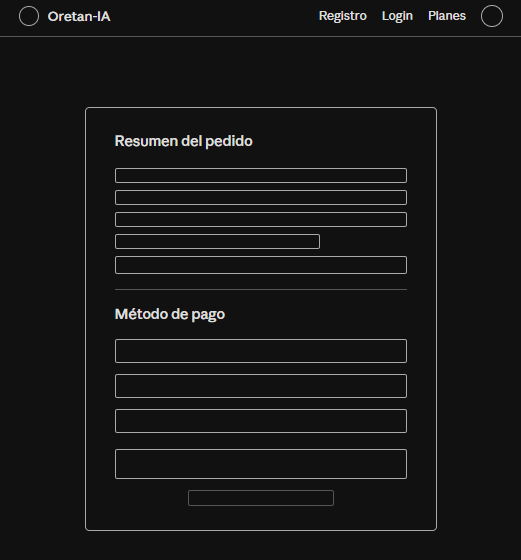 Oretan-IA
Registro Login Planes
Resumen del pedido
Método de pago